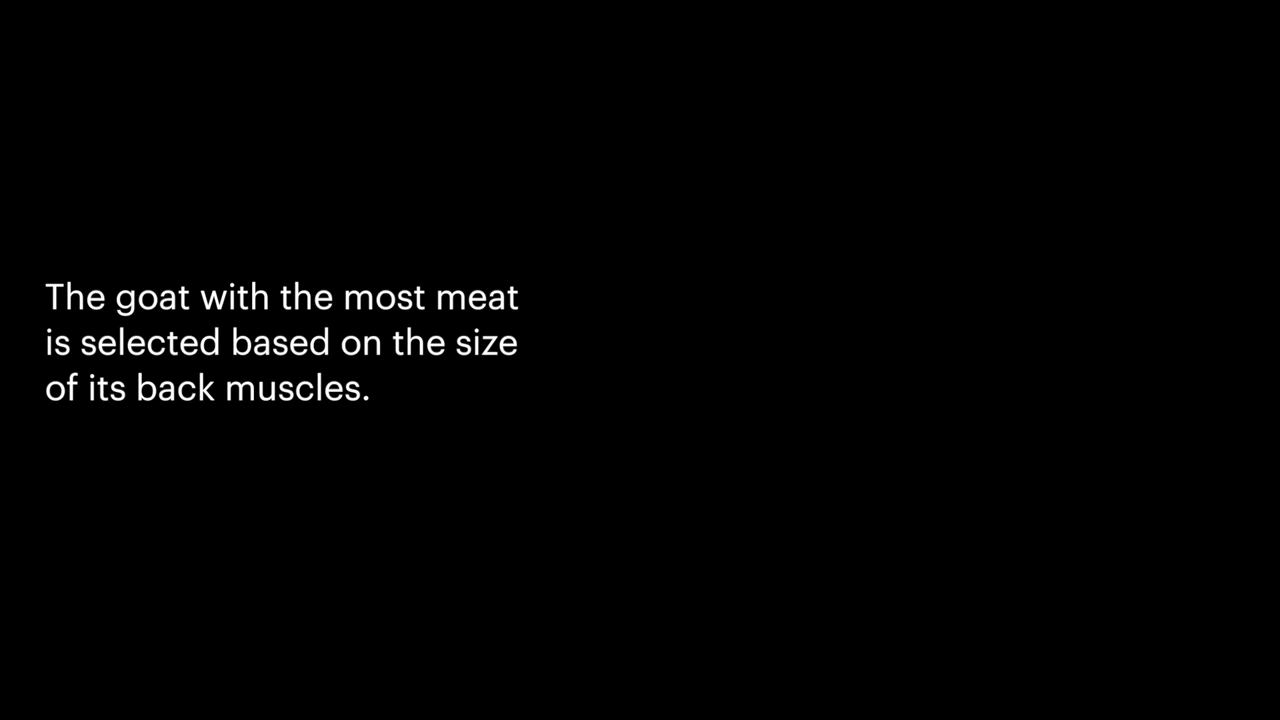 The goat with the most meat
is selected based on the size
of its back muscles.